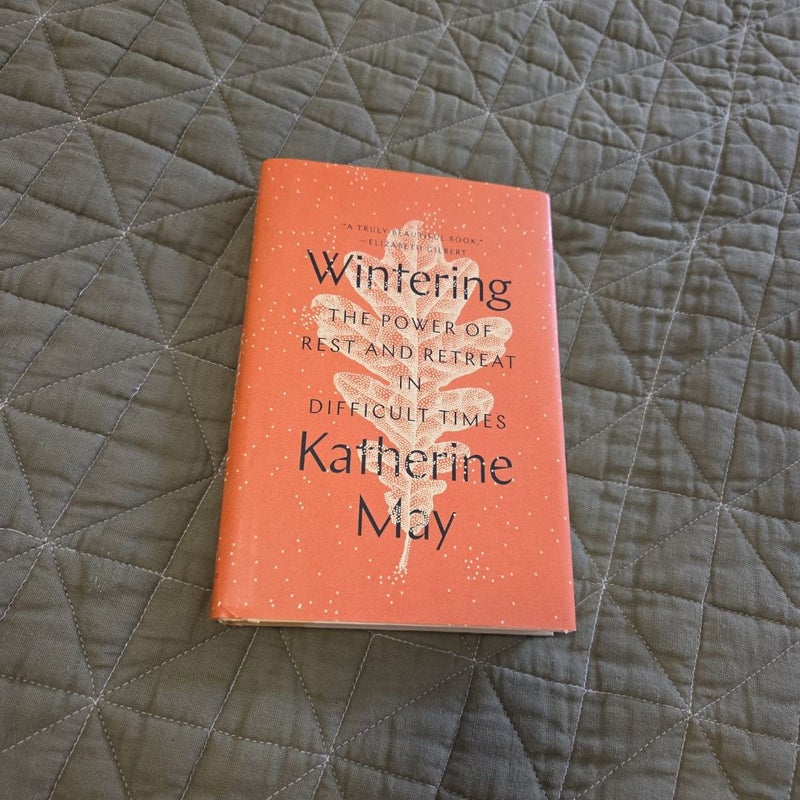 "A TRULY BEAUTIFUL BOOK."
—ELIZABETH GILBERT
Wintering
THE POWER OF
REST AND RETREAT
IN
DIFFICULT TIMES
Katherine
May